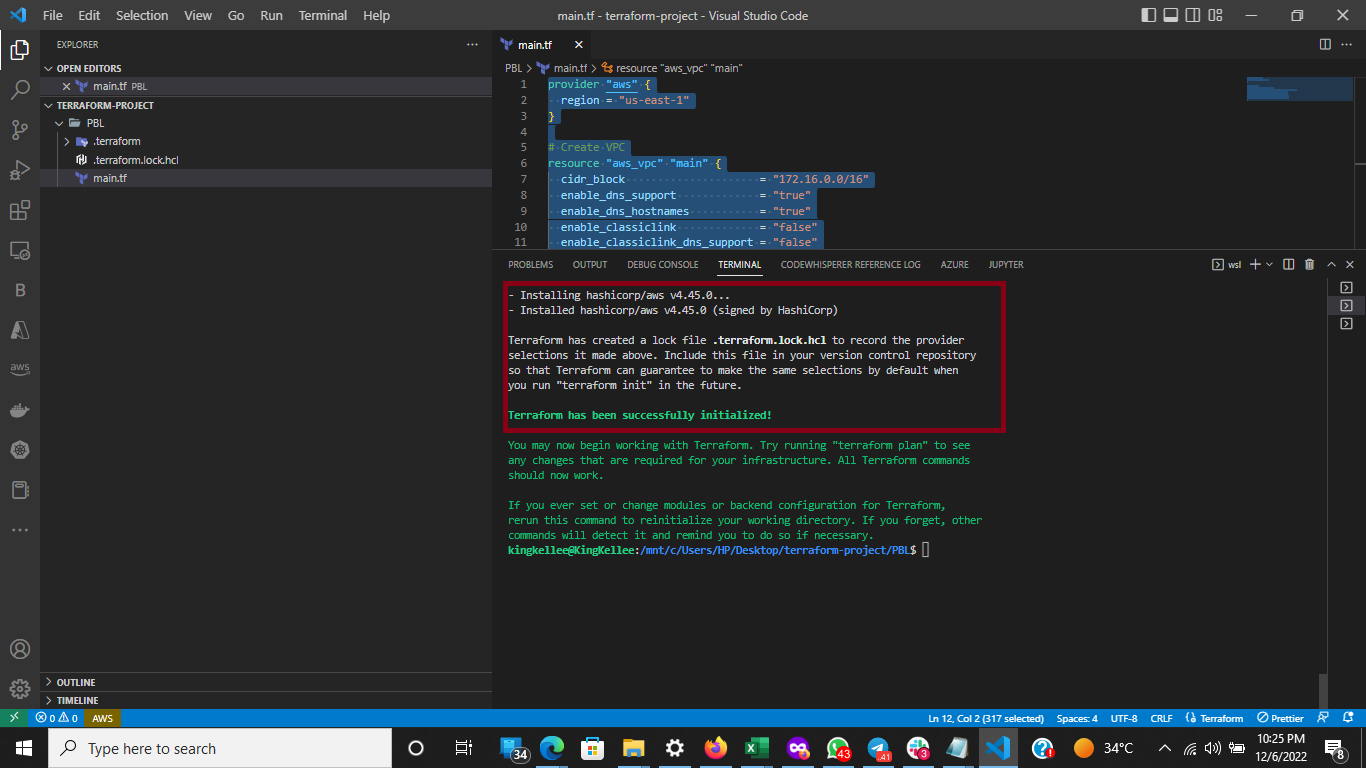 File Edit Selection View Go Run Terminal Help
main.tf - terraform-project - Visual Studio Code
EXPLORER
OPEN EDITORS
main.tf PBL
TERRAFORM-PROJECT
PBL
.terraform
.terraform.lock.hcl
main.tf
OUTLINE
TIMELINE
B
aws
main.tf
PBL > main.tf > resource "aws_vpc" "main"
1 provider "aws" {
2 region = "us-east-1"
3 }
4
5 # Create VPC
6 resource "aws_vpc" "main" {
7 cidr_block = "172.16.0.0/16"
8 enable_dns_support = "true"
9 enable_dns_hostnames = "true"
10 enable_classiclink = "false"
11 enable_classiclink_dns_support = "false"
PROBLEMS OUTPUT DEBUG CONSOLE TERMINAL CODEWHISPERER REFERENCE LOG AZURE JUPYTER
wsl
- Installing hashicorp/aws v4.45.0...
- Installed hashicorp/aws v4.45.0 (signed by HashiCorp)
Terraform has created a lock file .terraform.lock.hcl to record the provider
selections it made above. Include this file in your version control repository
so that Terraform can guarantee to make the same selections by default when
you run "terraform init" in the future.
Terraform has been successfully initialized!
You may now begin working with Terraform. Try running "terraform plan" to see
any changes that are required for your infrastructure. All Terraform commands
should now work.
If you ever set or change modules or backend configuration for Terraform,
rerun this command to reinitialize your working directory. If you forget, other
commands will detect it and remind you to do so if necessary.
kingkellee@KingKellee:/mnt/c/Users/HP/Desktop/terraform-project/PBL$
0 0 AWS
Ln 12, Col 2 (317 selected) Spaces: 4 UTF-8 CRLF Terraform Prettier
Type here to search
34
43
41
3
34°C
10:25 PM
12/6/2022
8